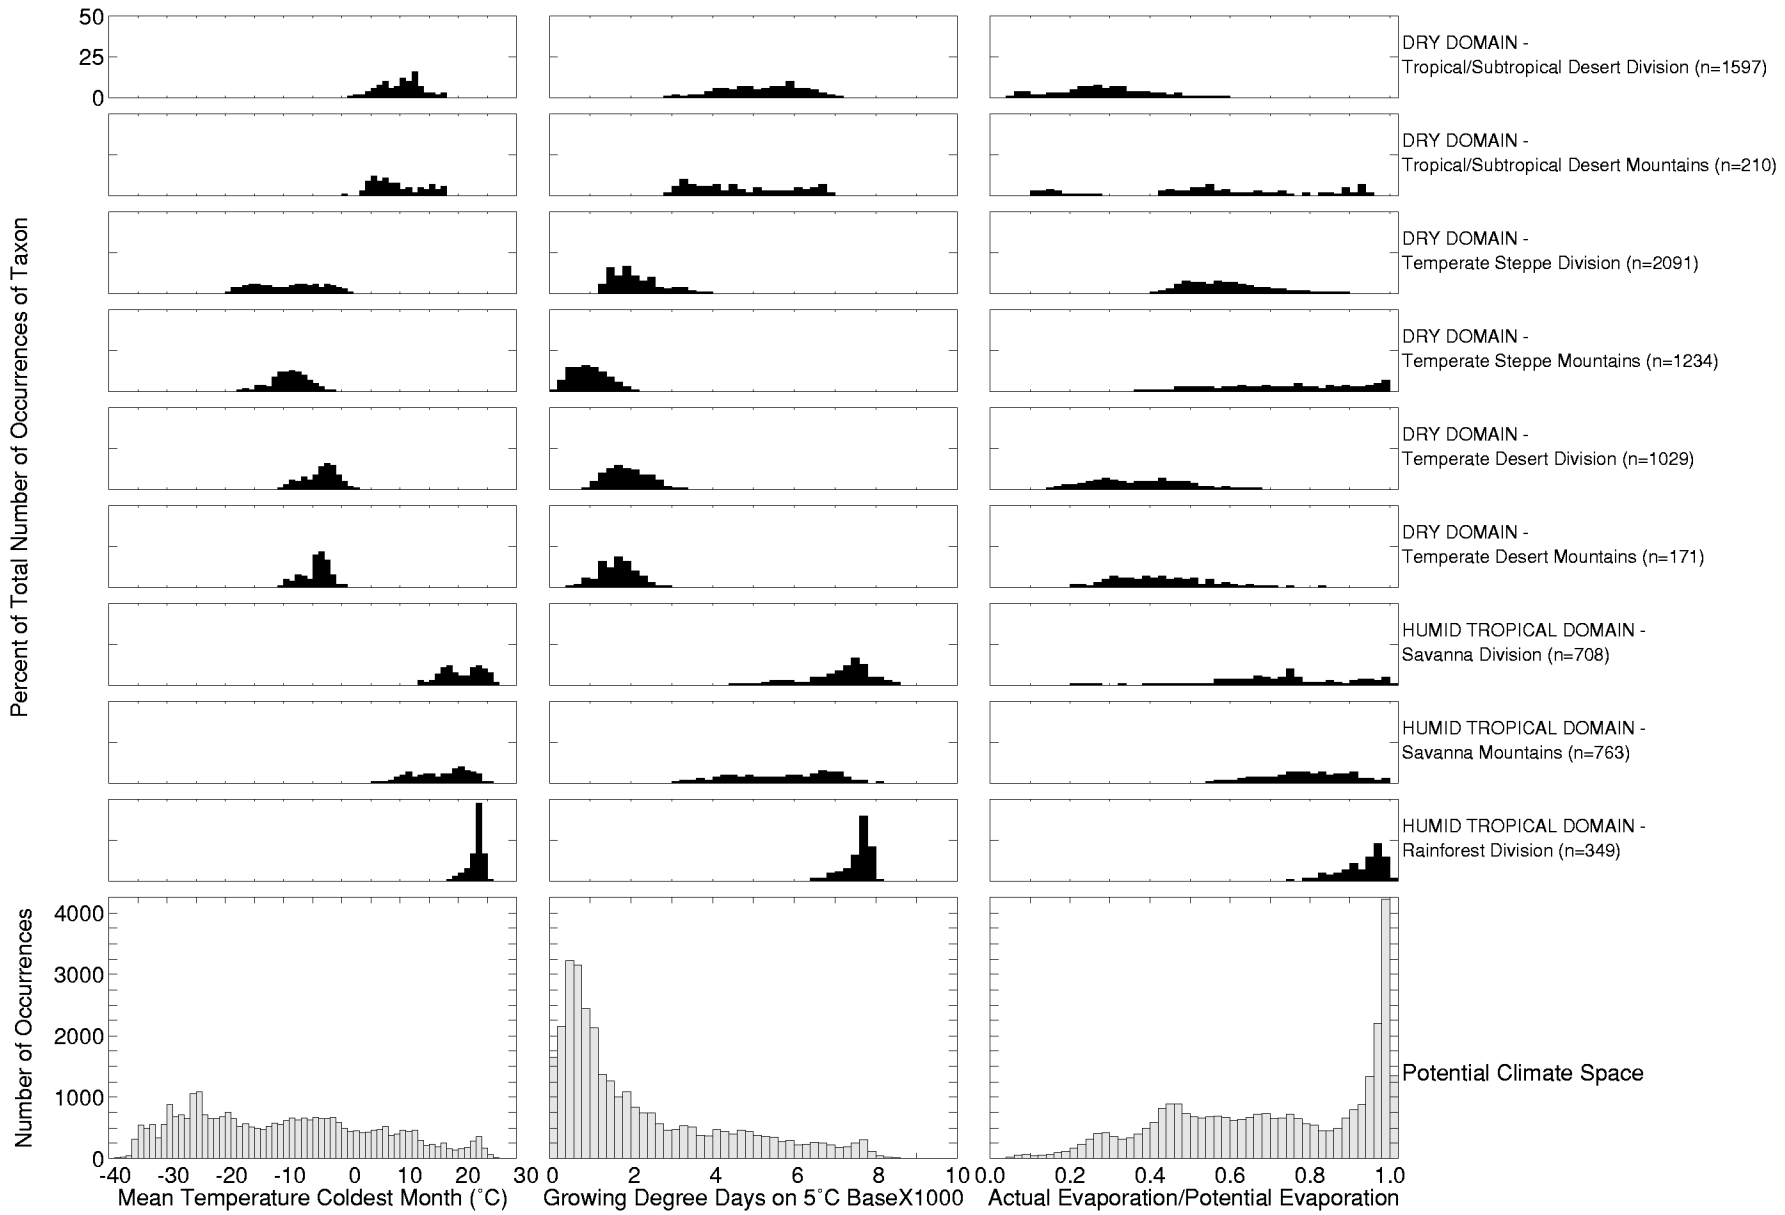 50
25
0
DRY DOMAIN -
Tropical/Subtropical Desert Division (n=1597)
DRY DOMAIN -
Tropical/Subtropical Desert Mountains (n=210)
DRY DOMAIN -
Temperate Steppe Division (n=2091)
DRY DOMAIN -
Temperate Steppe Mountains (n=1234)
DRY DOMAIN -
Temperate Desert Division (n=1029)
DRY DOMAIN -
Temperate Desert Mountains (n=171)
HUMID TROPICAL DOMAIN -
Savanna Division (n=708)
HUMID TROPICAL DOMAIN -
Savanna Mountains (n=763)
HUMID TROPICAL DOMAIN -
Rainforest Division (n=349)
Percent of Total Number of Occurrences of Taxon
Number of Occurrences
4000
3000
2000
1000
0
Potential Climate Space
-40 -30 -20 -10 0 10 20 30
Mean Temperature Coldest Month (˚C)
0 2 4 6 8 10
Growing Degree Days on 5˚C BaseX1000
0.0 0.2 0.4 0.6 0.8 1.0
Actual Evaporation/Potential Evaporation